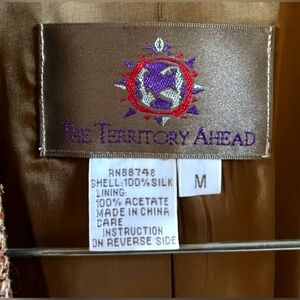 THE TERRITORY AHEAD
RN88748
SHELL:100%SILK
LINING:
100% ACETATE
MADE IN CHINA
CARE
INSTRUCTION
ON REVERSE SIDE
M